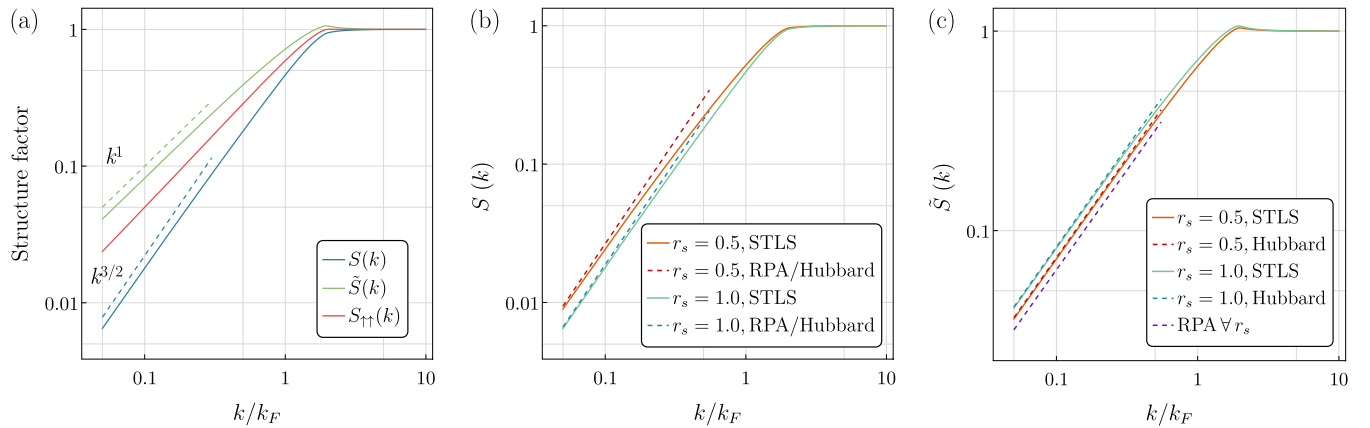 (a)
Structure factor
1
0.1
0.01
k¹
k^{3/2}
S(k)
S̃(k)
S↑↑(k)
0.1 1 10
k/k_F
(b)
S (k)
1
0.1
0.01
r_s = 0.5, STLS
r_s = 0.5, RPA/Hubbard
r_s = 1.0, STLS
r_s = 1.0, RPA/Hubbard
0.1 1 10
k/k_F
(c)
S̃ (k)
1
0.1
r_s = 0.5, STLS
r_s = 0.5, Hubbard
r_s = 1.0, STLS
r_s = 1.0, Hubbard
RPA ∀ r_s
0.1 1 10
k/k_F